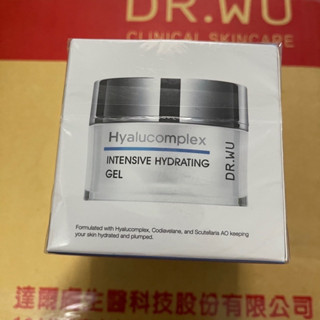 DR.WU
CLINICAL SKINCARE
Hyalucomplex
INTENSIVE HYDRATING
GEL
DR.WU
Formulated with Hyalucomplex, Codiavelane, and Scutellaria AO keeping
your skin hydrated and plumped.
達爾膚生醫科技股份有限公司